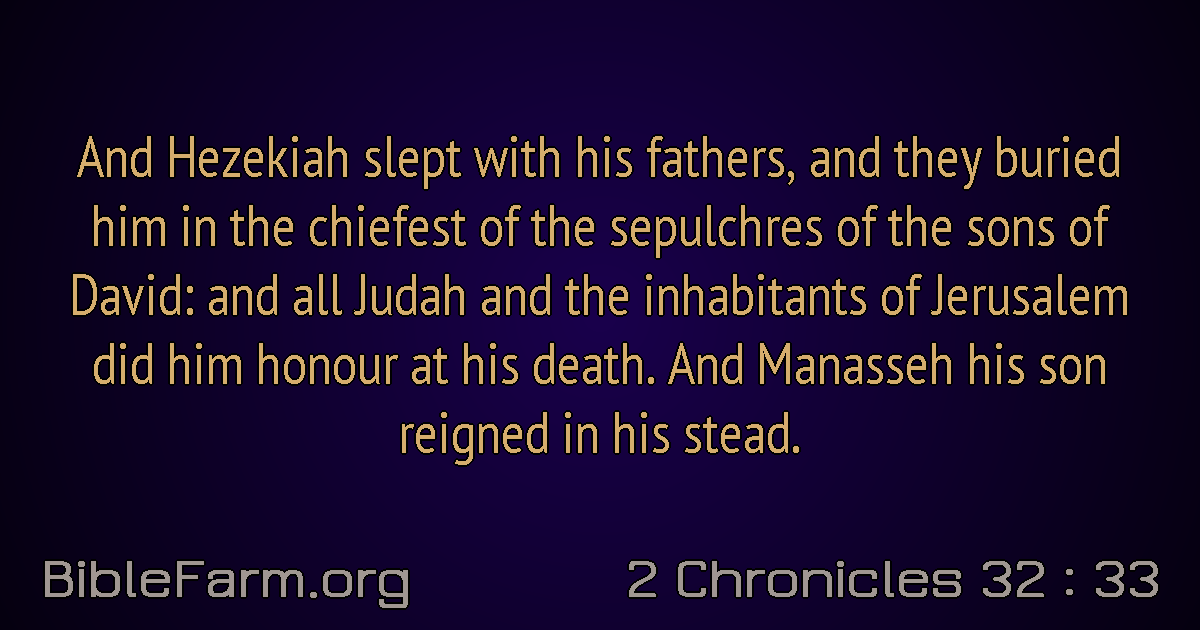 And Hezekiah slept with his fathers, and they buried
him in the chiefest of the sepulchres of the sons of
David: and all Judah and the inhabitants of Jerusalem
did him honour at his death. And Manasseh his son
reigned in his stead.
BibleFarm.org
2 Chronicles 32 : 33